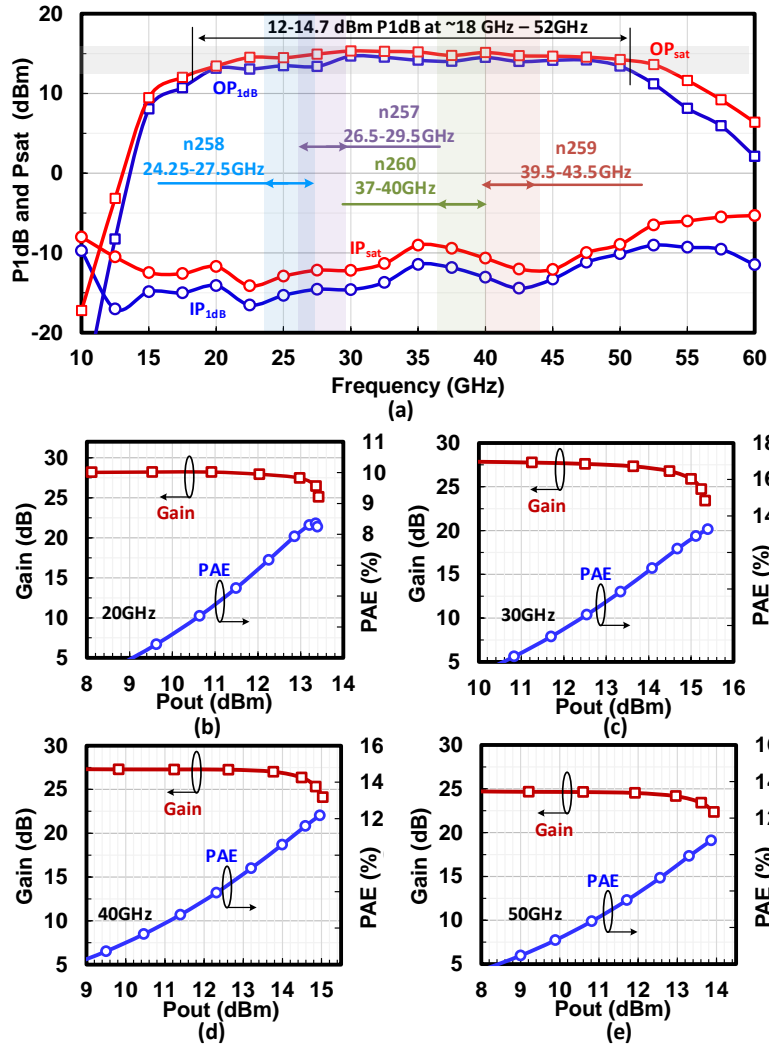 12-14.7 dBm P1dB at ~18 GHz – 52GHz
OPsat
OP1dB
n257
26.5-29.5GHz
n258
24.25-27.5GHz
n259
39.5-43.5GHz
n260
37-40GHz
IPsat
IP1dB
P1dB and Psat (dBm)
20
10
0
-10
-20
10 15 20 25 30 35 40 45 50 55 60
Frequency (GHz)
(a)
30
25
20
15
10
5
Gain (dB)
11
10
9
8
PAE (%)
Gain
PAE
20GHz
8 9 10 11 12 13 14
Pout (dBm)
(b)
30
25
20
15
10
5
Gain (dB)
18
16
14
12
PAE (%)
Gain
PAE
30GHz
10 11 12 13 14 15 16
Pout (dBm)
(c)
30
25
20
15
10
5
Gain (dB)
16
14
12
PAE (%)
Gain
PAE
40GHz
9 10 11 12 13 14 15
Pout (dBm)
(d)
30
25
20
15
10
5
Gain (dB)
16
14
12
PAE (%)
Gain
PAE
50GHz
8 9 10 11 12 13 14
Pout (dBm)
(e)